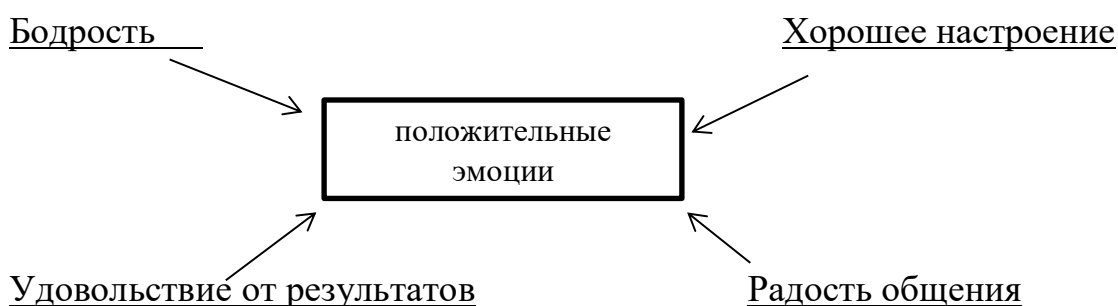 Бодрость
Хорошее настроение
положительные
эмоции
Удовольствие от результатов
Радость общения